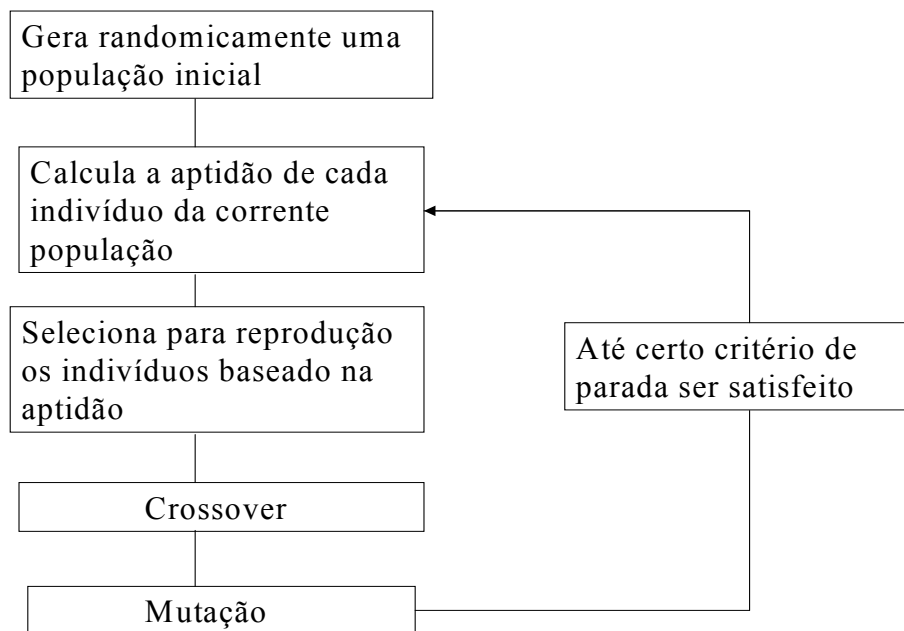 Gera randomicamente uma
população inicial
Calcula a aptidão de cada
indivíduo da corrente
população
Seleciona para reprodução
os indivíduos baseado na
aptidão
Até certo critério de
parada ser satisfeito
Crossover
Mutação